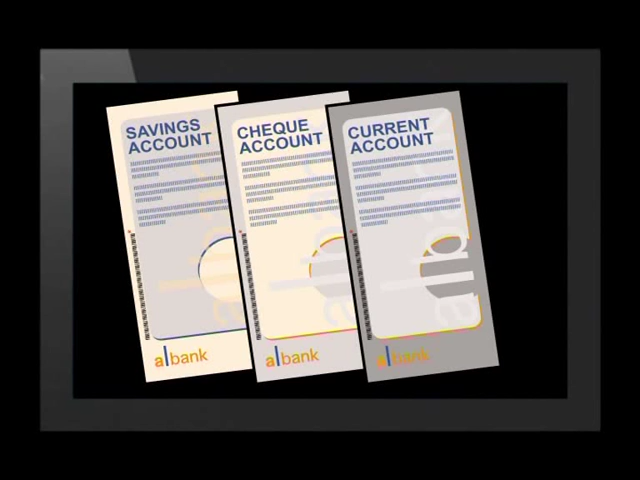 SAVINGS
ACCOUNT
albank
CHEQUE
ACCOUNT
albank
CURRENT
ACCOUNT
albank